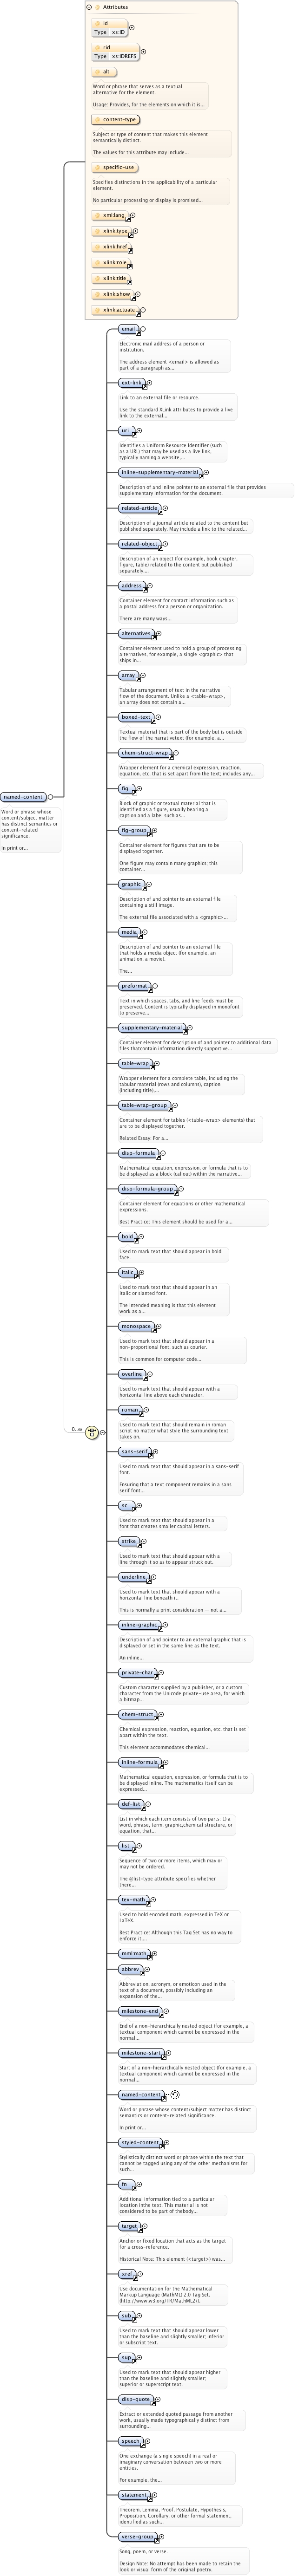 Attributes
id
Type xs:ID
rid
Type xs:IDREFS
alt
Word or phrase that serves as a textual
alternative for the element.
Usage: Provides, for the elements on which it is...
content-type
Subject or type of content that makes this element
semantically distinct.
The values for this attribute may include...
specific-use
Specifies distinctions in the applicability of a particular
element.
No particular processing or display is promised...
xml:lang
xlink:type
xlink:href
xlink:role
xlink:title
xlink:show
xlink:actuate
named-content
Word or phrase whose
content/subject matter
has distinct semantics or
content-related
significance.
In print or...
0..∞
email
Electronic mail address of a person or
institution.
The address element <email> is allowed as
part of a paragraph as...
ext-link
Link to an external file or resource.
Use the standard XLink attributes to provide a live
link to the external...
uri
Identifies a Uniform Resource Identifier (such
as a URL) that may be used as a live link,
typically naming a website,...
inline-supplementary-material
Description of and inline pointer to an external file that provides
supplementary information for the document.
related-article
Description of a journal article related to the content but
published separately. May include a link to the related...
related-object
Description of an object (for example, book chapter,
figure, table) related to the content but published
separately....
address
Container element for contact information such as
a postal address for a person or organization.
There are many ways...
alternatives
Container element used to hold a group of processing
alternatives, for example, a single <graphic> that
ships in...
array
Tabular arrangement of text in the narrative
flow of the document. Unlike a <table-wrap>,
an array does not contain a...
boxed-text
Textual material that is part of the body but is outside
the flow of the narrativetext (for example, a...
chem-struct-wrap
Wrapper element for a chemical expression, reaction,
equation, etc. that is set apart from the text; includes any...
fig
Block of graphic or textual material that is
identified as a figure, usually bearing a
caption and a label such as...
fig-group
Container element for figures that are to be
displayed together.
One figure may contain many graphics; this
container...
graphic
Description of and pointer to an external file
containing a still image.
The external file associated with a <graphic>...
media
Description of and pointer to an external file
that holds a media object (for example, an
animation, a movie).
The...
preformat
Text in which spaces, tabs, and line feeds must be
preserved. Content is typically displayed in monofont
to preserve...
supplementary-material
Container element for description of and pointer to additional data
files thatcontain information directly supportive...
table-wrap
Wrapper element for a complete table, including the
tabular material (rows and columns), caption
(including title),...
table-wrap-group
Container element for tables (<table-wrap> elements) that
are to be displayed together.
Related Essay: For a...
disp-formula
Mathematical equation, expression, or formula that is to
be displayed as a block (callout) within the narrative...
disp-formula-group
Container element for equations or other mathematical
expressions.
Best Practice: This element should be used for a...
bold
Used to mark text that should appear in bold
face.
italic
Used to mark text that should appear in an
italic or slanted font.
The intended meaning is that this element
work as a...
monospace
Used to mark text that should appear in a
non-proportional font, such as courier.
This is common for computer code...
overline
Used to mark text that should appear with a
horizontal line above each character.
roman
Used to mark text that should remain in roman
script no matter what style the surrounding text
takes on.
sans-serif
Used to mark text that should appear in a sans-serif
font.
Ensuring that a text component remains in a sans
serif font...
sc
Used to mark text that should appear in a
font that creates smaller capital letters.
strike
Used to mark text that should appear with a
line through it so as to appear struck out.
underline
Used to mark text that should appear with a
horizontal line beneath it.
This is normally a print consideration — not a...
inline-graphic
Description of and pointer to an external graphic that is
displayed or set in the same line as the text.
An inline...
private-char
Custom character supplied by a publisher, or a custom
character from the Unicode private-use area, for which
a bitmap...
chem-struct
Chemical expression, reaction, equation, etc. that is set
apart within the text.
This element accommodates chemical...
inline-formula
Mathematical equation, expression, or formula that is to
be displayed inline. The mathematics itself can be
expressed...
def-list
List in which each item consists of two parts: 1) a
word, phrase, term, graphic,chemical structure, or
equation, that...
list
Sequence of two or more items, which may or
may not be ordered.
The @list-type attribute specifies whether
there...
tex-math
Used to hold encoded math, expressed in TeX or
LaTeX.
Best Practice: Although this Tag Set has no way to
enforce it,...
mml:math
abbrev
Abbreviation, acronym, or emoticon used in the
text of a document, possibly including an
expansion of the...
milestone-end
End of a non-hierarchically nested object (for example, a
textual component which cannot be expressed in the
normal...
milestone-start
Start of a non-hierarchically nested object (for example, a
textual component which cannot be expressed in the
normal...
named-content
Word or phrase whose content/subject matter has distinct
semantics or content-related significance.
In print or...
styled-content
Stylistically distinct word or phrase within the text that
cannot be tagged using any of the other mechanisms for
such...
fn
Additional information tied to a particular
location inthe text. This material is not
considered to be part of thebody...
target
Anchor or fixed location that acts as the target
for a cross-reference.
Historical Note: This element (<target>) was...
xref
Use documentation for the Mathematical
Markup Language (MathML) 2.0 Tag Set.
(http://www.w3.org/TR/MathML2/).
sub
Used to mark text that should appear lower
than the baseline and slightly smaller; inferior
or subscript text.
sup
Used to mark text that should appear higher
than the baseline and slightly smaller;
superior or superscript text.
disp-quote
Extract or extended quoted passage from another
work, usually made typographically distinct from
surrounding...
speech
One exchange (a single speech) in a real or
imaginary conversation between two or more
entities.
For example, the...
statement
Theorem, Lemma, Proof, Postulate, Hypothesis,
Proposition, Corollary, or other formal statement,
identified as such...
verse-group
Song, poem, or verse.
Design Note: No attempt has been made to retain the
look or visual form of the original poetry.